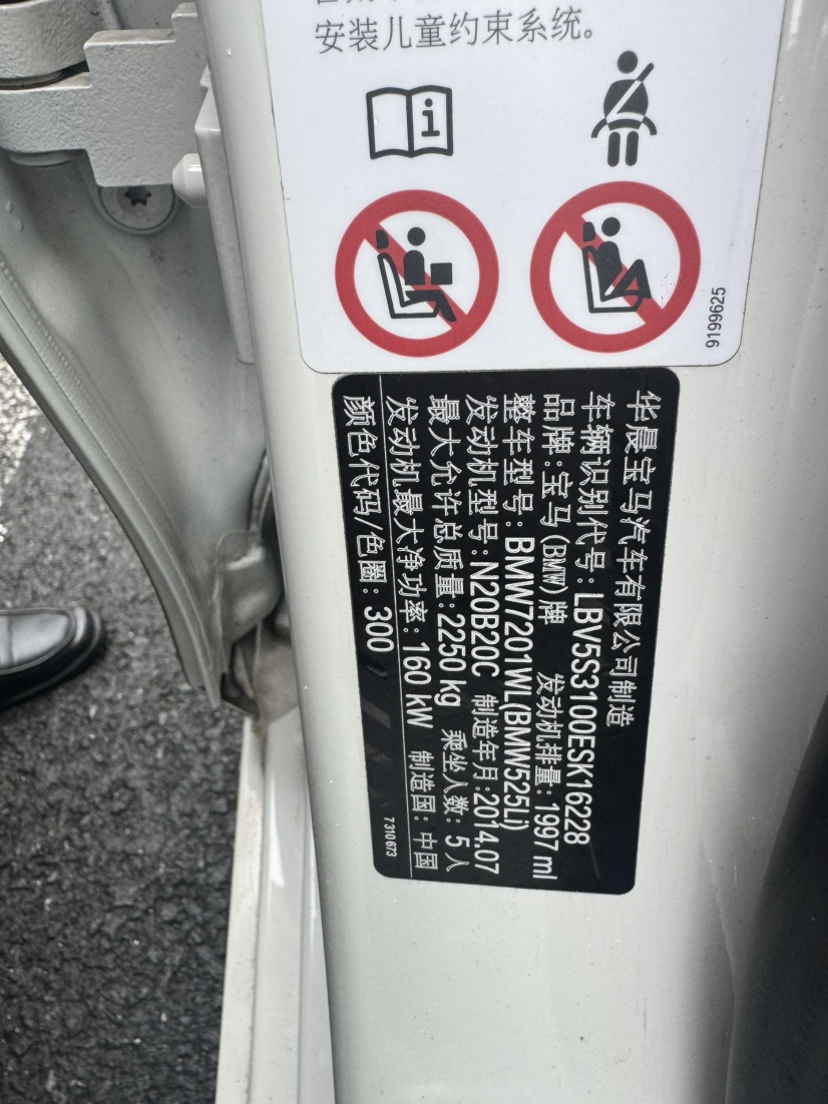 安装儿童约束系统。
i
9199625
华晨宝马汽车有限公司制造
车辆识别代号:LBV5S3100ESK16228
品牌:宝马(BMW)牌 发动机排量:1997 ml
整车型号:BMW7201WL(BMW525Li)
发动机型号:N20B20C 制造年月:2014.07
最大允许总质量:2250 kg 乘坐人数:5人
发动机最大净功率:160 kW 制造国:中国
颜色代码/色圈:300
7310673